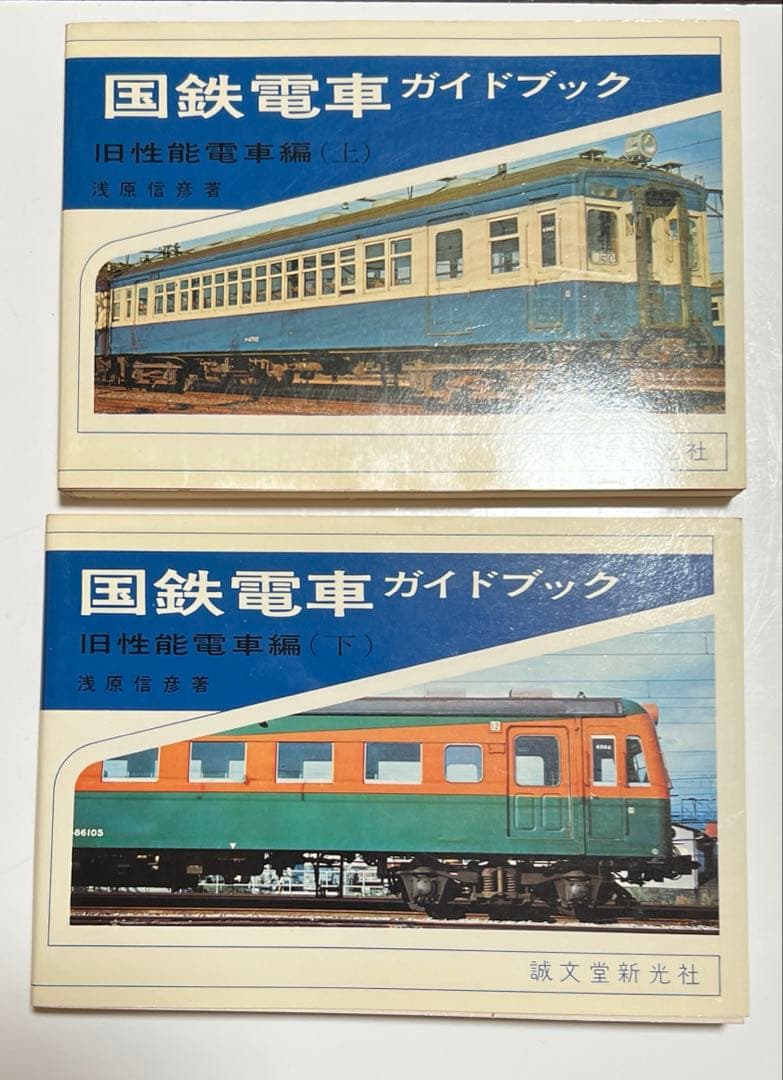 国鉄電車 ガイドブック
旧性能電車編(上)
浅原信彦著
社
国鉄電車 ガイドブック
旧性能電車編(下)
浅原信彦著
12
-86105
誠文堂新光社